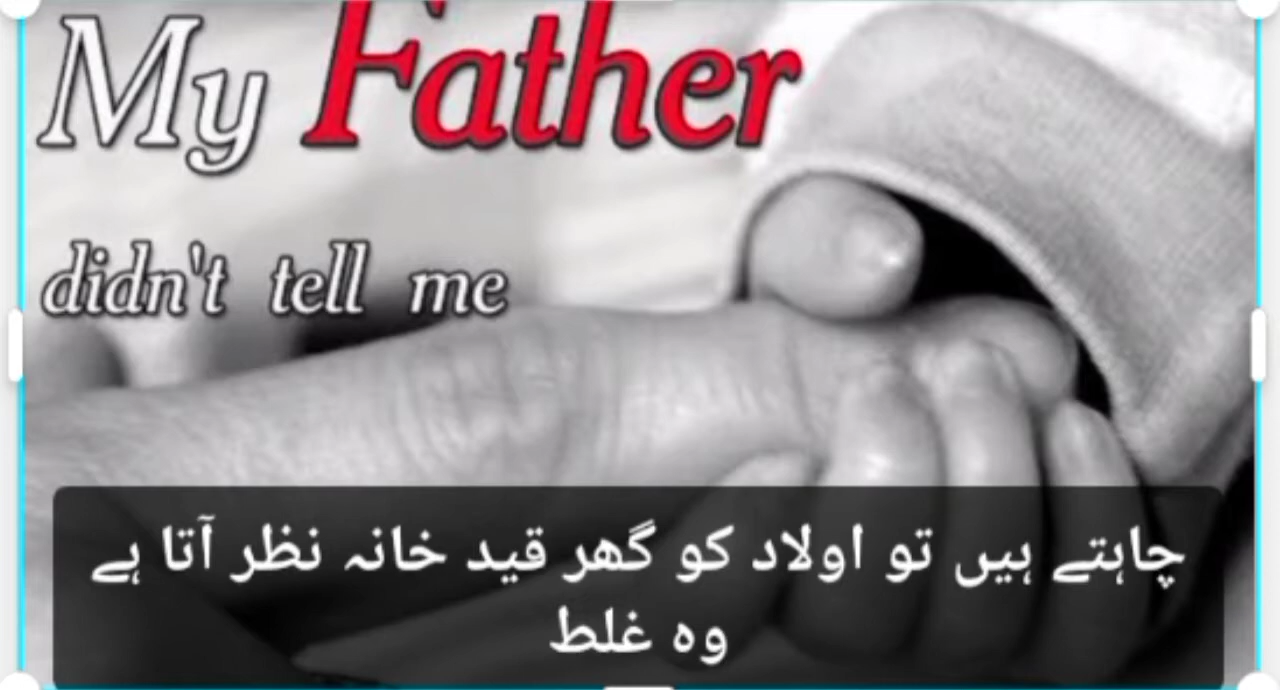 My Father
didn't tell me
چاہتے ہیں تو اولاد کو گھر قید خانہ نظر آتا ہے
وہ غلط